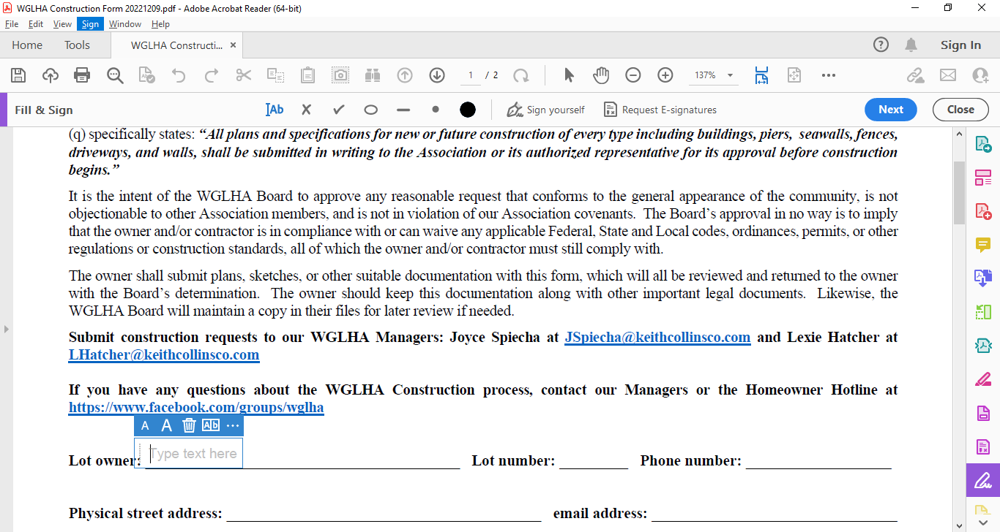 WGLHA Construction Form 20221209.pdf - Adobe Acrobat Reader (64-bit)
File Edit View Sign Window Help
Home Tools WGLHA Constructi... × Sign In
1 / 2 137%
Fill & Sign Ab Sign yourself Request E-signatures Next Close
(q) specifically states: “All plans and specifications for new or future construction of every type including buildings, piers, seawalls, fences,
driveways, and walls, shall be submitted in writing to the Association or its authorized representative for its approval before construction
begins.”
It is the intent of the WGLHA Board to approve any reasonable request that conforms to the general appearance of the community, is not
objectionable to other Association members, and is not in violation of our Association covenants. The Board’s approval in no way is to imply
that the owner and/or contractor is in compliance with or can waive any applicable Federal, State and Local codes, ordinances, permits, or other
regulations or construction standards, all of which the owner and/or contractor must still comply with.
The owner shall submit plans, sketches, or other suitable documentation with this form, which will all be reviewed and returned to the owner
with the Board’s determination. The owner should keep this documentation along with other important legal documents. Likewise, the
WGLHA Board will maintain a copy in their files for later review if needed.
Submit construction requests to our WGLHA Managers: Joyce Spiecha at JSpiecha@keithcollinsco.com and Lexie Hatcher at
LHatcher@keithcollinsco.com
If you have any questions about the WGLHA Construction process, contact our Managers or the Homeowner Hotline at
https://www.facebook.com/groups/wglha
A A Ab ...
Type text here
Lot owner: Lot number: Phone number:
Physical street address: email address: